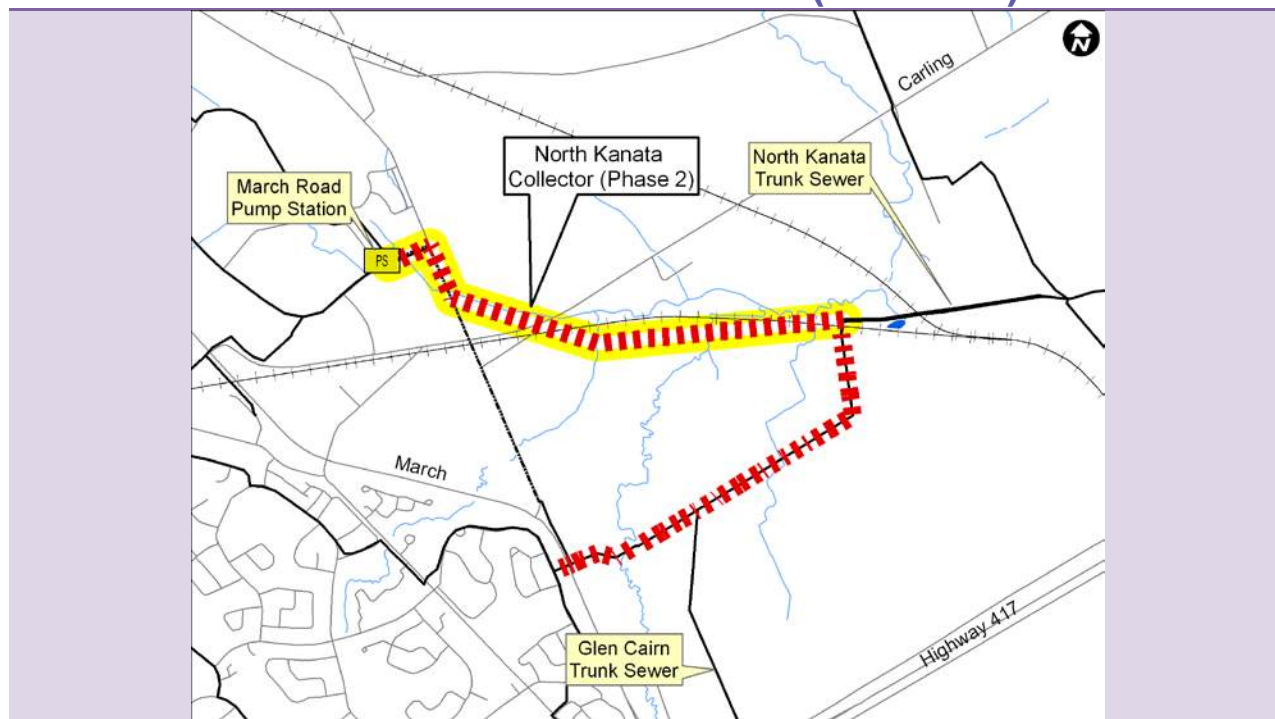 N
Carling
North Kanata
Collector (Phase 2)
North Kanata
Trunk Sewer
March Road
Pump Station
PS
March
Glen Cairn
Trunk Sewer
Highway 417